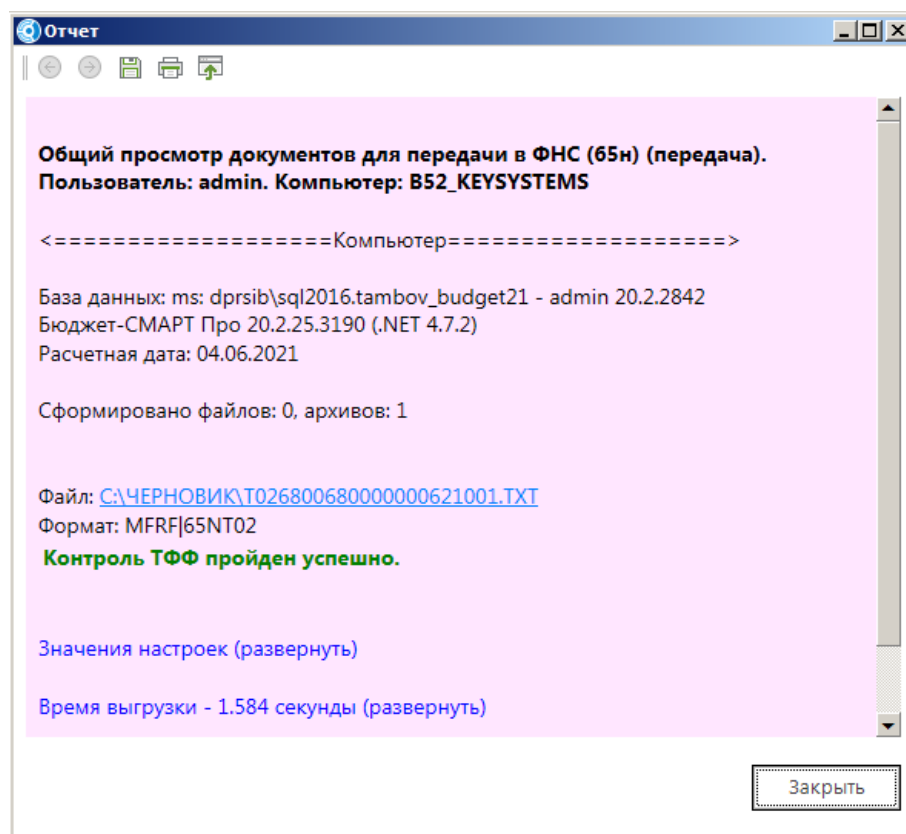 Отчет
Общий просмотр документов для передачи в ФНС (65н) (передача).
Пользователь: admin. Компьютер: B52_KEYSYSTEMS
<====================Компьютер===================>
База данных: ms: dprsib\sql2016.tambov_budget21 - admin 20.2.2842
Бюджет-СМАРТ Про 20.2.25.3190 (.NET 4.7.2)
Расчетная дата: 04.06.2021
Сформировано файлов: 0, архивов: 1
Файл: C:\ЧЕРНОВИК\T026800680000000621001.TXT
Формат: MFRF|65NT02
Контроль ТФФ пройден успешно.
Значения настроек (развернуть)
Время выгрузки - 1.584 секунды (развернуть)
Закрыть